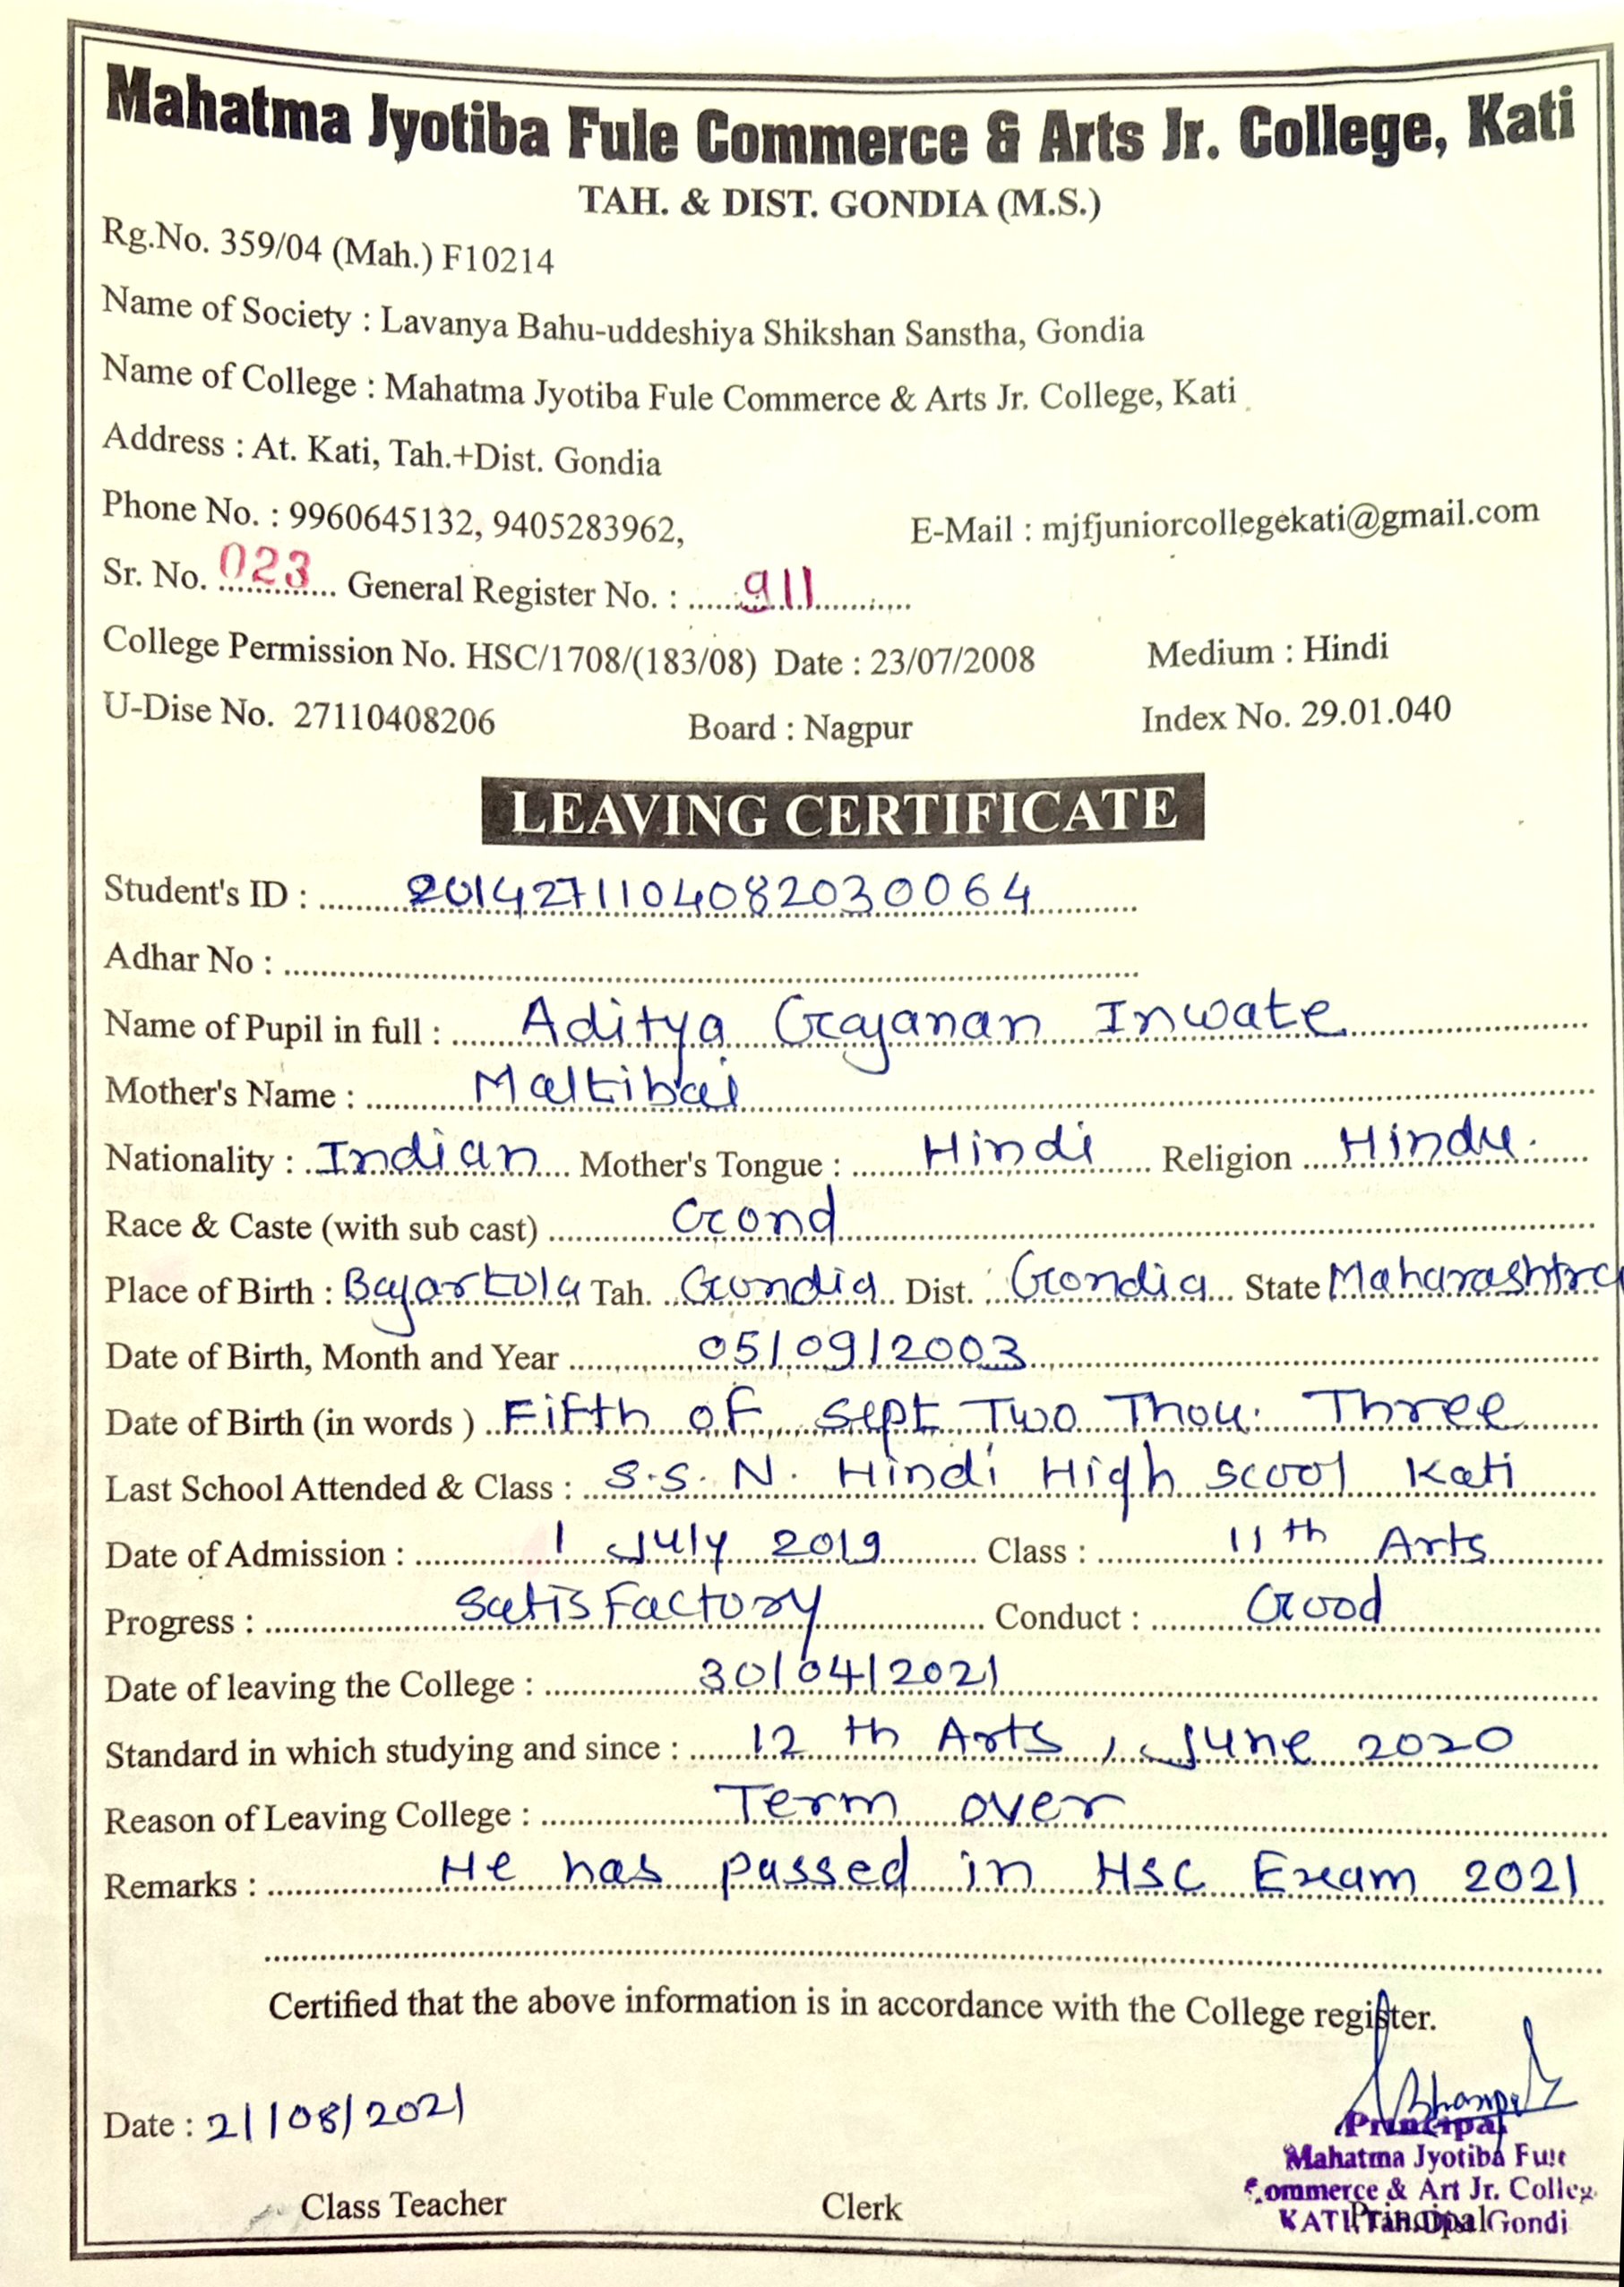 Mahatma Jyotiba Fule Commerce & Arts Jr. College, Kati
TAH. & DIST. GONDIA (M.S.)
Rg.No. 359/04 (Mah.) F10214
Name of Society : Lavanya Bahu-uddeshiya Shikshan Sanstha, Gondia
Name of College : Mahatma Jyotiba Fule Commerce & Arts Jr. College, Kati
Address : At. Kati, Tah.+Dist. Gondia
Phone No. : 9960645132, 9405283962, E-Mail : mjfjuniorcollegekati@gmail.com
Sr. No. 023 General Register No. : 911
College Permission No. HSC/1708/(183/08) Date : 23/07/2008 Medium : Hindi
U-Dise No. 27110408206 Board : Nagpur Index No. 29.01.040
LEAVING CERTIFICATE
Student's ID : 2014271104082030064
Adhar No :
Name of Pupil in full : Aditya Gajanan Inwate
Mother's Name : Maltibai
Nationality : Indian Mother's Tongue : Hindi Religion Hindu.
Race & Caste (with sub cast) Gond
Place of Birth : Bajartola Tah. Gondia Dist. Gondia State Maharashtra
Date of Birth, Month and Year 05/09/2003
Date of Birth (in words ) Fifth of Sept Two Thou. Three
Last School Attended & Class : S.S. N. Hindi High scool Kati
Date of Admission : 1 July 2019 Class : 11th Arts
Progress : Satisfactory Conduct : Good
Date of leaving the College : 30/04/2021
Standard in which studying and since : 12 th Arts, June 2020
Reason of Leaving College : Term over
Remarks : He has passed in HSC Exam 2021
Certified that the above information is in accordance with the College register.
Date : 21/08/2021
Principal
Mahatma Jyotiba Fule
Commerce & Art Jr. Colleg
KATI Gondi
Class Teacher Clerk Principal